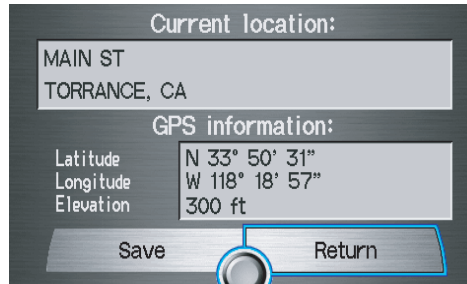 Current location:
MAIN ST
TORRANCE, CA
GPS information:
Latitude N 33° 50' 31"
Longitude W 118° 18' 57"
Elevation 300 ft
Save Return